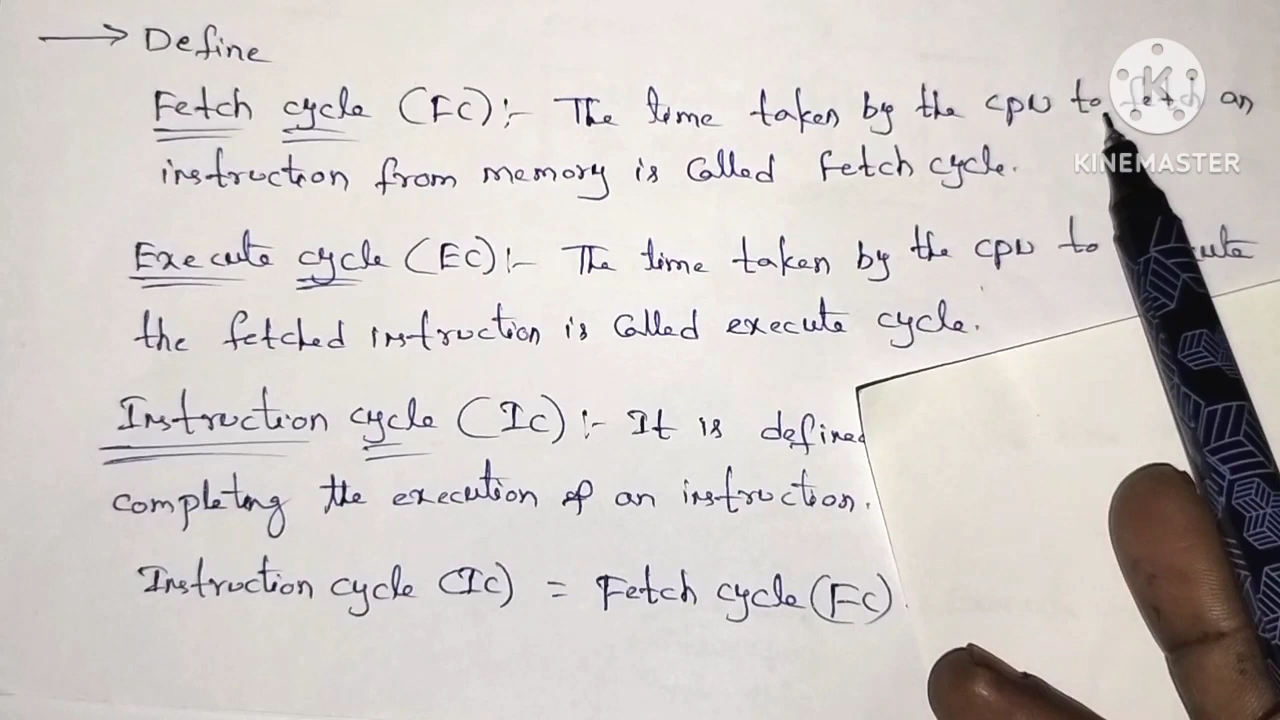 → Define
Fetch cycle (FC):- The time taken by the CPU to fetch an
instruction from memory is called Fetch cycle.
Execute cycle (EC):- The time taken by the CPU to
the fetched instruction is called execute cycle.
Instruction cycle (IC):- It is defined
completing the execution of an instruction.
Instruction cycle (IC) = Fetch cycle (FC)
K
KINEMASTER